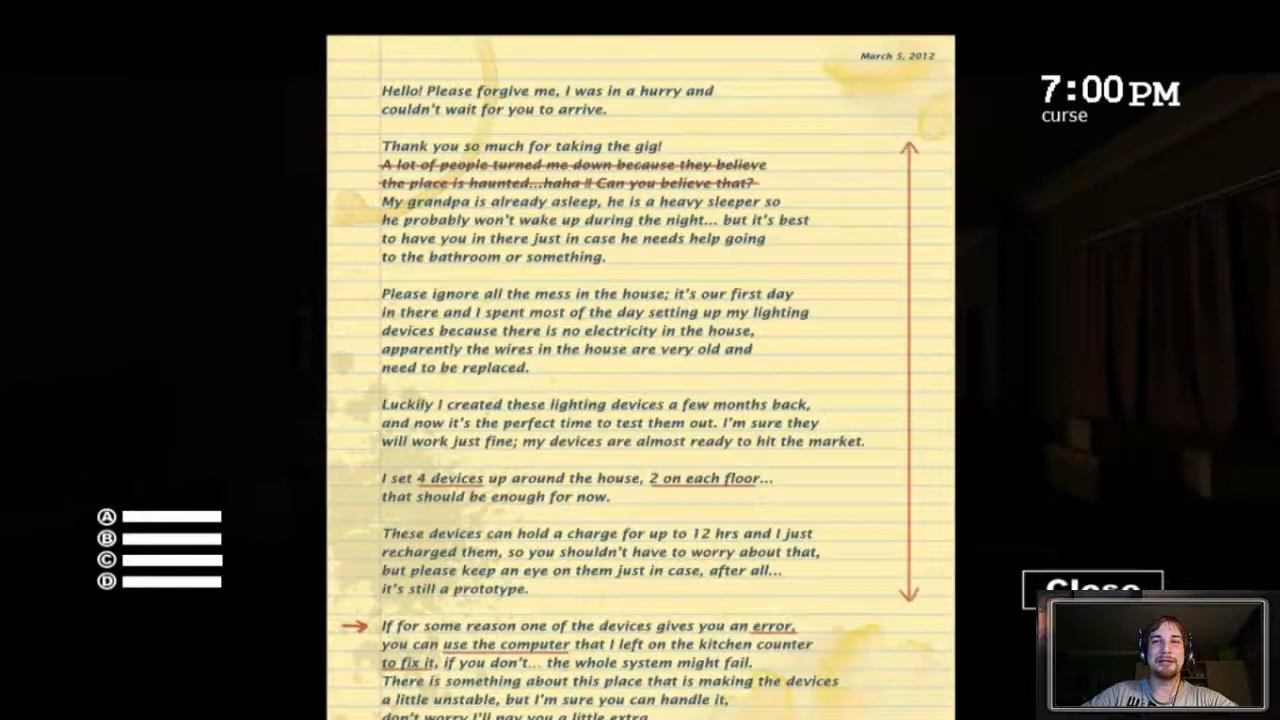 March 5, 2012
Hello! Please forgive me, I was in a hurry and
couldn't wait for you to arrive.
7:00 PM
curse
Thank you so much for taking the gig!
A lot of people turned me down because they believe
the place is haunted...haha !! Can you believe that?
My grandpa is already asleep, he is a heavy sleeper so
he probably won't wake up during the night... but it's best
to have you in there just in case he needs help going
to the bathroom or something.
Please ignore all the mess in the house; it's our first day
in there and I spent most of the day setting up my lighting
devices because there is no electricity in the house,
apparently the wires in the house are very old and
need to be replaced.
Luckily I created these lighting devices a few months back,
and now it's the perfect time to test them out. I'm sure they
will work just fine; my devices are almost ready to hit the market.
I set 4 devices up around the house, 2 on each floor...
that should be enough for now.
These devices can hold a charge for up to 12 hrs and I just
recharged them, so you shouldn't have to worry about that,
but please keep an eye on them just in case, after all...
it's still a prototype.
If for some reason one of the devices gives you an error,
you can use the computer that I left on the kitchen counter
to fix it, if you don't... the whole system might fail.
There is something about this place that is making the devices
a little unstable, but I'm sure you can handle it,
don't worry I'll pay you a little extra
A
B
C
D
Close